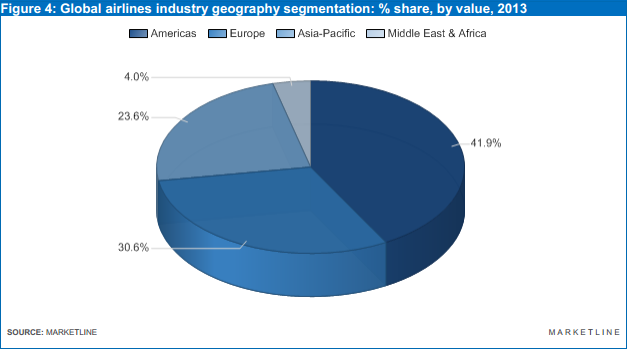 Figure 4: Global airlines industry geography segmentation: % share, by value, 2013
Americas Europe Asia-Pacific Middle East & Africa
4.0%
23.6%
41.9%
30.6%
SOURCE: MARKETLINE MARKETLINE